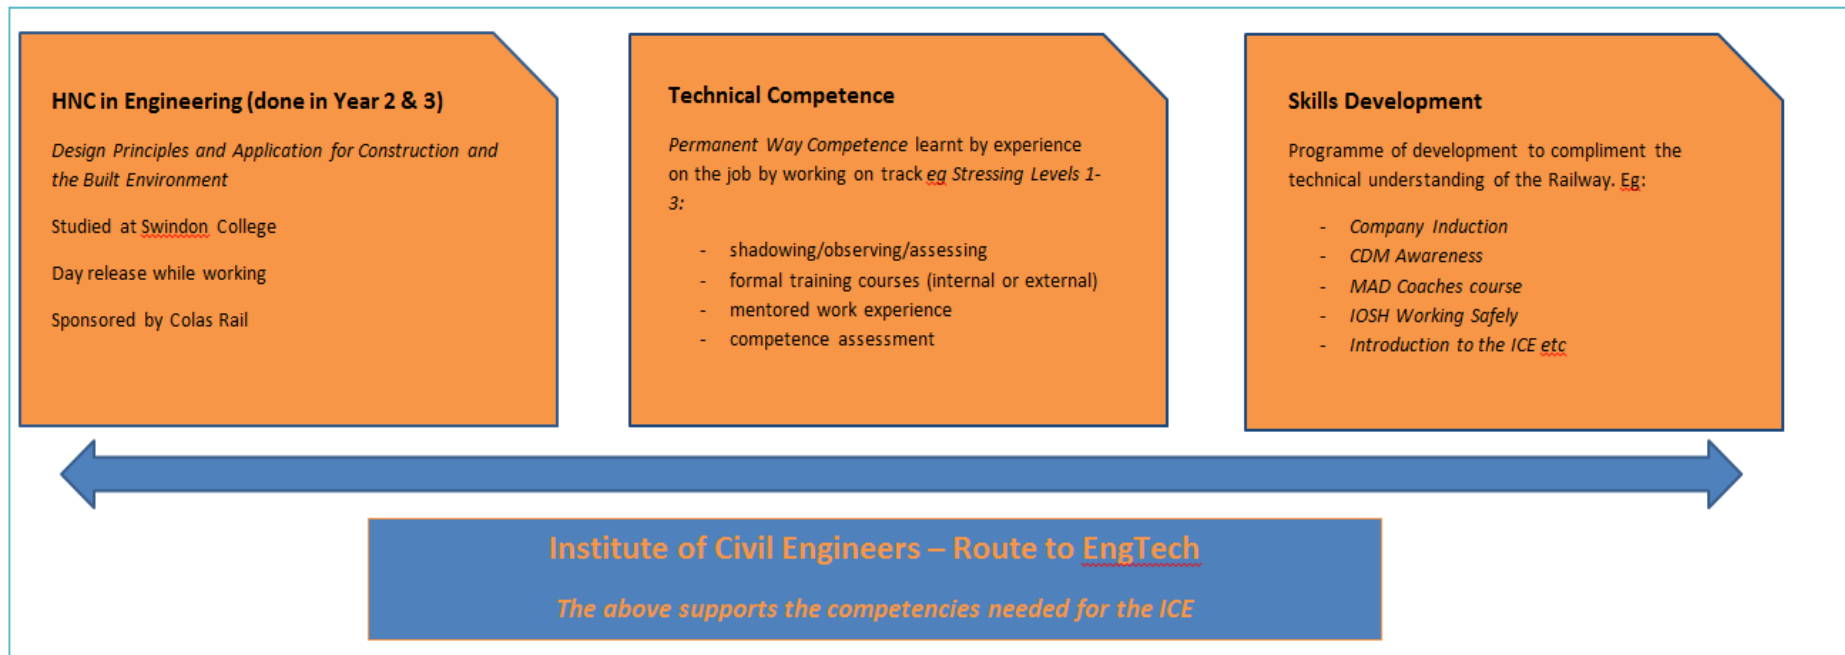 HNC in Engineering (done in Year 2 & 3)
Design Principles and Application for Construction and
the Built Environment
Studied at Swindon College
Day release while working
Sponsored by Colas Rail
Technical Competence
Permanent Way Competence learnt by experience
on the job by working on track eg Stressing Levels 1-
3:
- shadowing/observing/assessing
- formal training courses (internal or external)
- mentored work experience
- competence assessment
Skills Development
Programme of development to compliment the
technical understanding of the Railway. Eg:
- Company Induction
- CDM Awareness
- MAD Coaches course
- IOSH Working Safely
- Introduction to the ICE etc
Institute of Civil Engineers – Route to EngTech
The above supports the competencies needed for the ICE